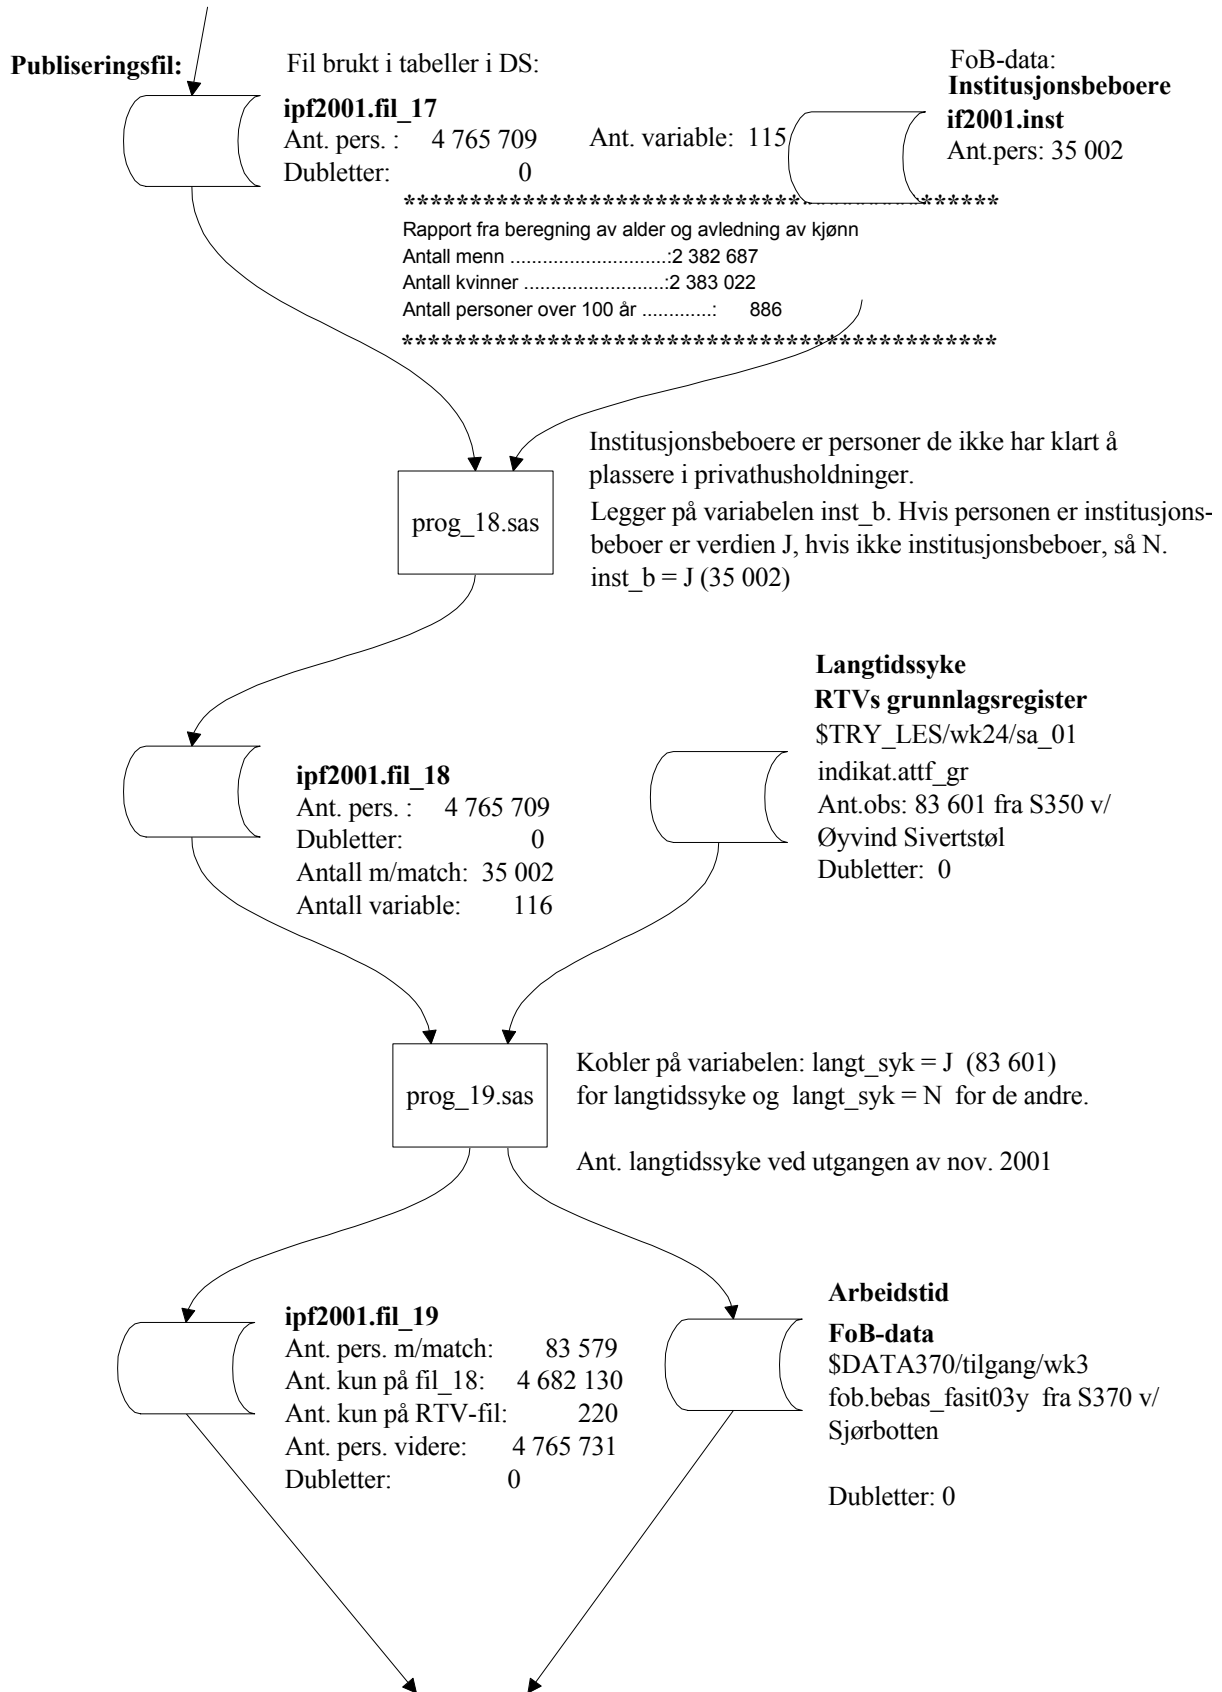 Publiseringsfil:
Fil brukt i tabeller i DS:
ipf2001.fil_17
Ant. pers. : 4 765 709
Dubletter: 0
Ant. variable: 115
FoB-data:
Institusjonsbeboere
if2001.inst
Ant.pers: 35 002
*********************************************
Rapport fra beregning av alder og avledning av kjønn
Antall menn .............................:2 382 687
Antall kvinner ..........................:2 383 022
Antall personer over 100 år .............: 886
*********************************************
prog_18.sas
Institusjonsbeboere er personer de ikke har klart å
plassere i privathusholdninger.
Legger på variabelen inst_b. Hvis personen er institusjons-
beboer er verdien J, hvis ikke institusjonsbeboer, så N.
inst_b = J (35 002)
ipf2001.fil_18
Ant. pers. : 4 765 709
Dubletter: 0
Antall m/match: 35 002
Antall variable: 116
Langtidssyke
RTVs grunnlagsregister
$TRY_LES/wk24/sa_01
indikat.attf_gr
Ant.obs: 83 601 fra S350 v/
Øyvind Sivertstøl
Dubletter: 0
prog_19.sas
Kobler på variabelen: langt_syk = J (83 601)
for langtidssyke og langt_syk = N for de andre.
Ant. langtidssyke ved utgangen av nov. 2001
ipf2001.fil_19
Ant. pers. m/match: 83 579
Ant. kun på fil_18: 4 682 130
Ant. kun på RTV-fil: 220
Ant. pers. videre: 4 765 731
Dubletter: 0
Arbeidstid
FoB-data
$DATA370/tilgang/wk3
fob.bebas_fasit03y fra S370 v/
Sjørbotten
Dubletter: 0